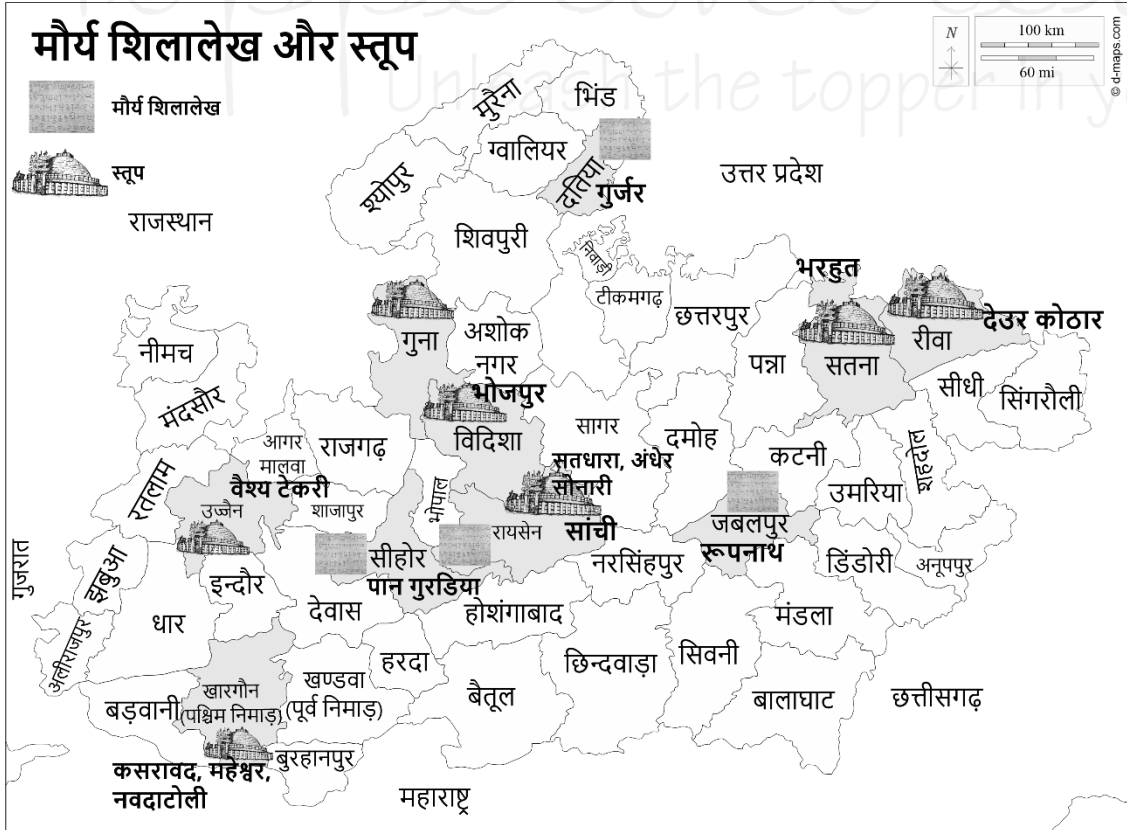 मौर्य शिलालेख और स्तूप
मौर्य शिलालेख
स्तूप
N
100 km
60 mi
© d-maps.com
Unleash the topper in y
राजस्थान
उत्तर प्रदेश
मुरैना
भिंड
ग्वालियर
श्योपुर
दतिया
गुर्जर
शिवपुरी
निवाड़ी
टीकमगढ़
छत्तरपुर
भरहुत
देउर कोठार
रीवा
सतना
पन्ना
सीधी
सिंगरौली
गुना
अशोक
नगर
नीमच
मंदसौर
भोजपुर
विदिशा
सागर
दमोह
कटनी
शहदोल
उमरिया
आगर
मालवा
राजगढ़
रतलाम
वैश्य टेकरी
उज्जैन
शाजापुर
भोपाल
सतधारा, अंधेर
सोनारी
रायसेन
सांची
जबलपुर
रूपनाथ
नरसिंहपुर
डिंडोरी
अनूपपुर
गुजरात
झाबुआ
इन्दौर
सीहोर
पान गुरडिया
देवास
होशंगाबाद
मंडला
धार
अलीराजपुर
हरदा
छिन्दवाड़ा
सिवनी
बड़वानी
खारगौन
(पश्चिम निमाड़)
खण्डवा
(पूर्व निमाड़)
बैतूल
बालाघाट
छत्तीसगढ़
बुरहानपुर
कसरावद, महेश्वर,
नवदाटोली
महाराष्ट्र